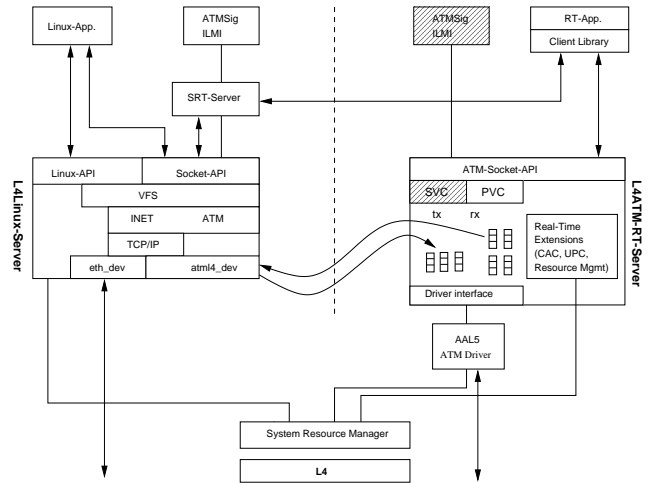 Linux-App.
ATMSig
ILMI
ATMSig
ILMI
RT-App.
Client Library
SRT-Server
L4Linux-Server
Linux-API
Socket-API
VFS
INET
ATM
TCP/IP
eth_dev
atml4_dev
ATM-Socket-API
SVC
PVC
tx
rx
Real-Time
Extensions
(CAC, UPC,
Resource Mgmt)
Driver interface
L4ATM-RT-Server
AAL5
ATM Driver
System Resource Manager
L4